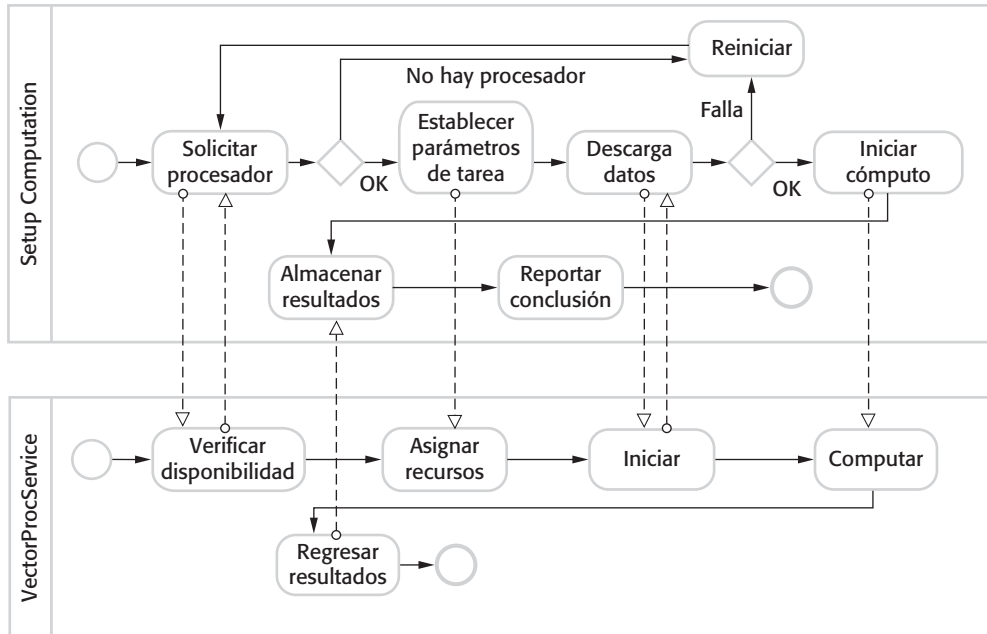 Setup Computation
Reiniciar
No hay procesador
Falla
Solicitar
procesador
OK
Establecer
parámetros
de tarea
Descarga
datos
OK
Iniciar
cómputo
Almacenar
resultados
Reportar
conclusión
VectorProcService
Verificar
disponibilidad
Asignar
recursos
Iniciar
Computar
Regresar
resultados